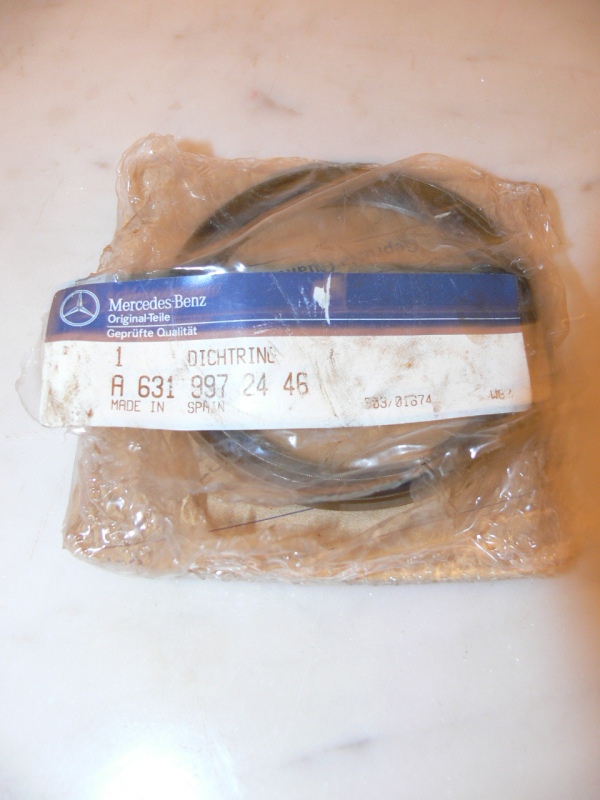 Mercedes-Benz
Original-Teile
Geprüfte Qualität
1 DICHTRING
A 631 997 24 46
MADE IN SPAIN